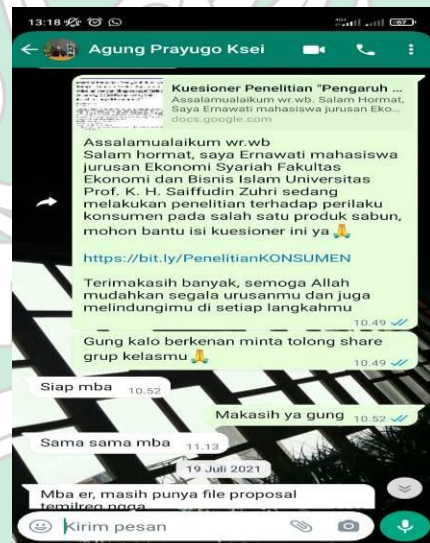 13:18
67
Agung Prayugo Ksei
Kuesioner Penelitian "Pengaruh ...
Assalamualaikum wr.wb. Salam Hormat,
Saya Ernawati mahasiswa jurusan Eko...
docs.google.com
Assalamualaikum wr.wb
Salam hormat, saya Ernawati mahasiswa
jurusan Ekonomi Syariah Fakultas
Ekonomi dan Bisnis Islam Universitas
Prof. K. H. Saiffudin Zuhri sedang
melakukan penelitian terhadap perilaku
konsumen pada salah satu produk sabun,
mohon bantu isi kuesioner ini ya 🙏
https://bit.ly/PenelitianKONSUMEN
Terimakasih banyak, semoga Allah
mudahkan segala urusanmu dan juga
melindungimu di setiap langkahmu
10.49
Gung kalo berkenan minta tolong share
grup kelasmu 🙏
10.49
Siap mba 10.52
Makasih ya gung 10.52
Sama sama mba 11.13
19 Juli 2021
Mba er, masih punya file proposal
temilreg ngga
Kirim pesan